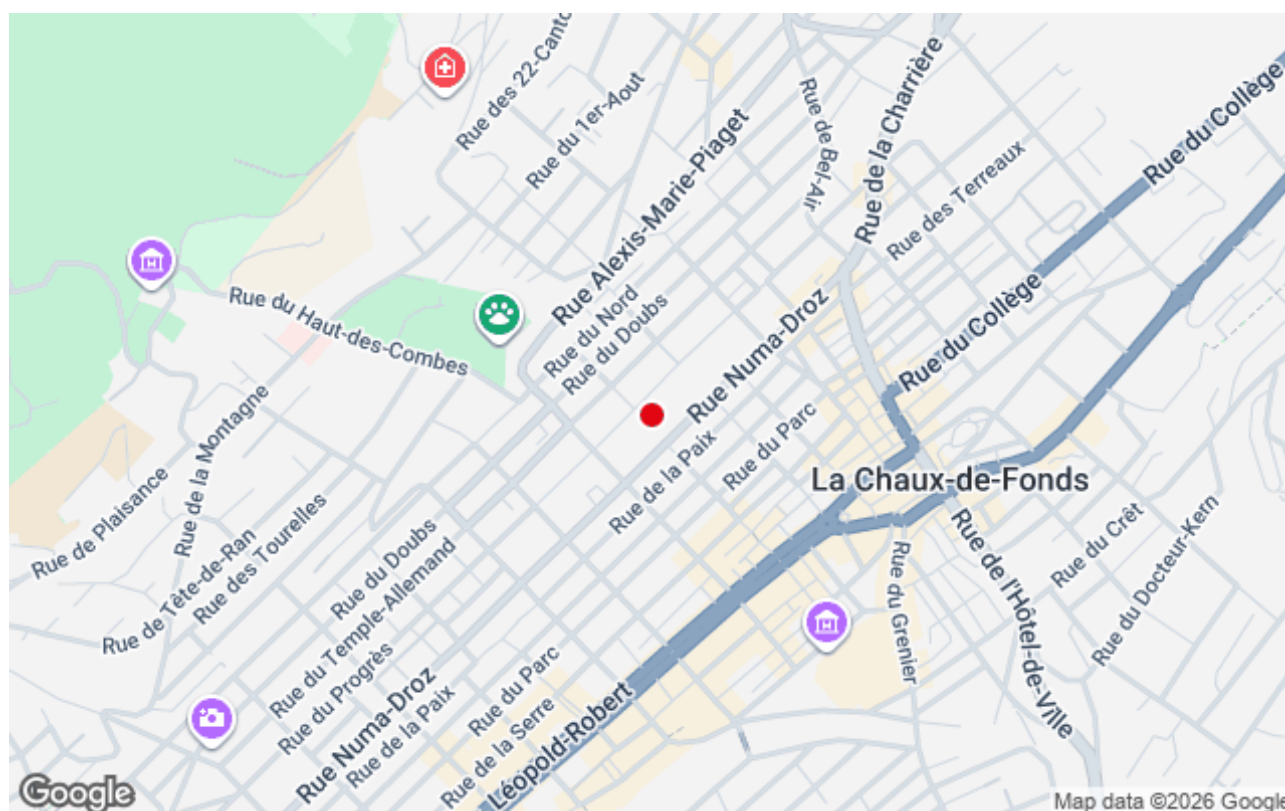 Rue des 22-Canto
Rue du 1er-Aout
Rue Alexis-Marie-Piaget
Rue de Bel-Air
Rue de la Charrière
Rue des Terreaux
Rue du Collège
Rue du Haut-des-Combes
Rue du Nord
Rue du Doubs
Rue Numa-Droz
Rue du Collège
Rue de la Montagne
Rue de la Paix
Rue du Parc
La Chaux-de-Fonds
Rue de Plaisance
Rue de Tête-de-Ran
Rue des Tourelles
Rue du Doubs
Rue du Temple-Allemand
Rue du Progrès
Rue Numa-Droz
Rue de la Paix
Rue du Parc
Rue de la Serre
Léopold-Robert
Rue du Grenier
Rue de l'Hôtel-de-Ville
Rue du Crêt
Rue du Docteur-Kern
Google
Map data ©2026 Google